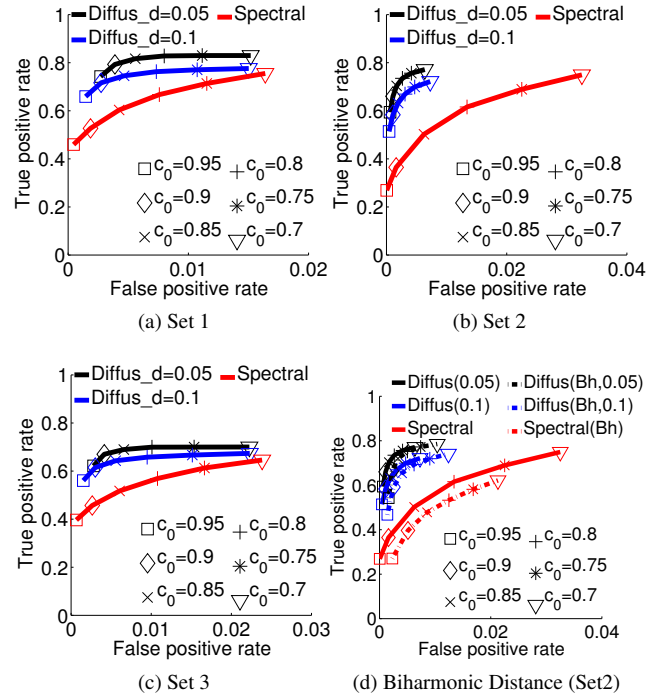 Diffus_d=0.05 Spectral
Diffus_d=0.1
True positive rate
1
0.8
0.6
0.4
0.2
0
c0=0.95 c0=0.8
c0=0.9 c0=0.75
c0=0.85 c0=0.7
0 0.01 0.02
False positive rate
(a) Set 1
Diffus_d=0.05 Spectral
Diffus_d=0.1
True positive rate
1
0.8
0.6
0.4
0.2
0
c0=0.95 c0=0.8
c0=0.9 c0=0.75
c0=0.85 c0=0.7
0 0.02 0.04
False positive rate
(b) Set 2
Diffus_d=0.05 Spectral
Diffus_d=0.1
True positive rate
1
0.8
0.6
0.4
0.2
0
c0=0.95 c0=0.8
c0=0.9 c0=0.75
c0=0.85 c0=0.7
0 0.01 0.02 0.03
False positive rate
(c) Set 3
Diffus(0.05) Diffus(Bh,0.05)
Diffus(0.1) Diffus(Bh,0.1)
Spectral Spectral(Bh)
True positive rate
1
0.8
0.6
0.4
0.2
0
c0=0.95 c0=0.8
c0=0.9 c0=0.75
c0=0.85 c0=0.7
0 0.02 0.04
False positive rate
(d) Biharmonic Distance (Set2)